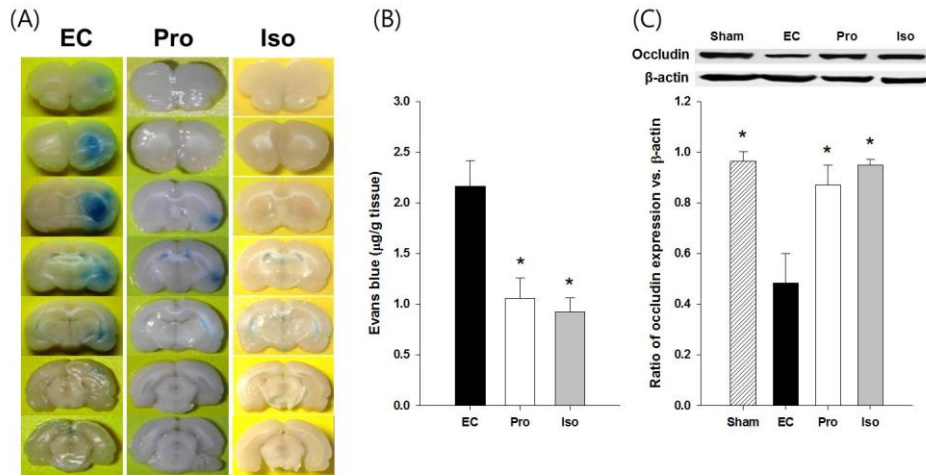 (A)
EC Pro Iso
(B)
Evans blue (µg/g tissue)
3.0
2.5
2.0
1.5
1.0
0.5
0.0
* *
EC Pro Iso
(C)
Sham EC Pro Iso
Occludin
β-actin
Ratio of occludin expression vs. β-actin
1.2
1.0
0.8
0.6
0.4
0.2
0.0
* * *
Sham EC Pro Iso